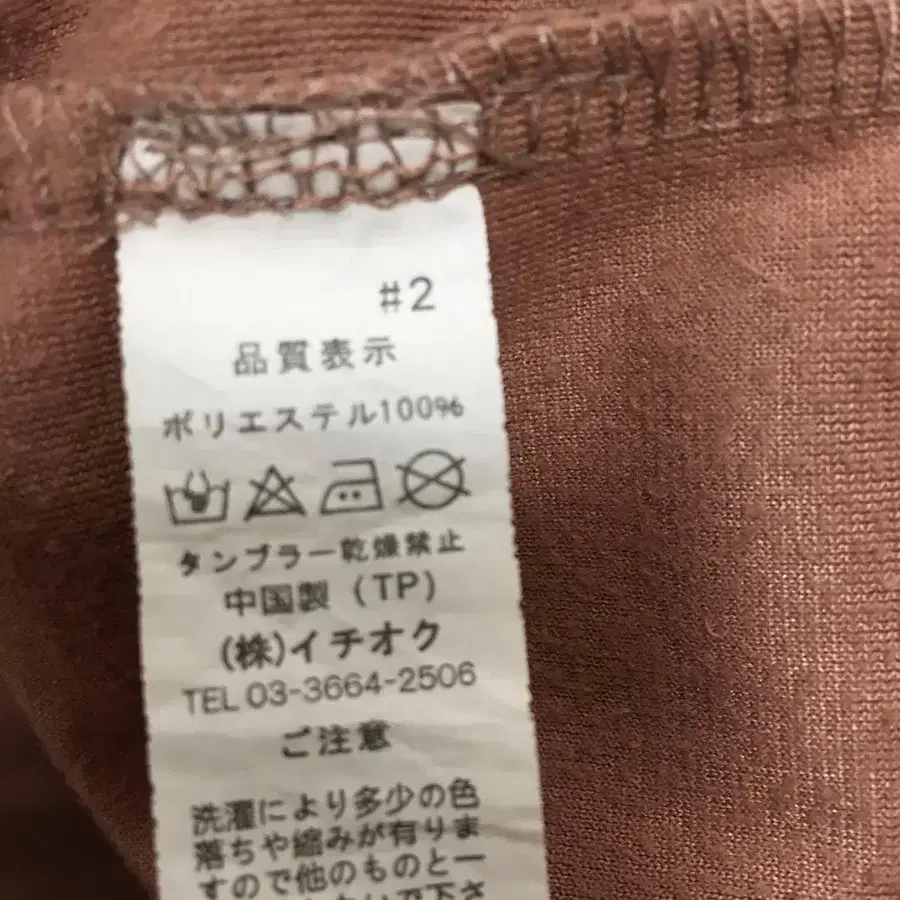 #2
品質表示
ポリエステル100%
タンブラー乾燥禁止
中国製（TP）
(株)イチオク
TEL 03-3664-2506
ご注意
洗濯により多少の色
落ちや縮みが有りま
すので他のものと一